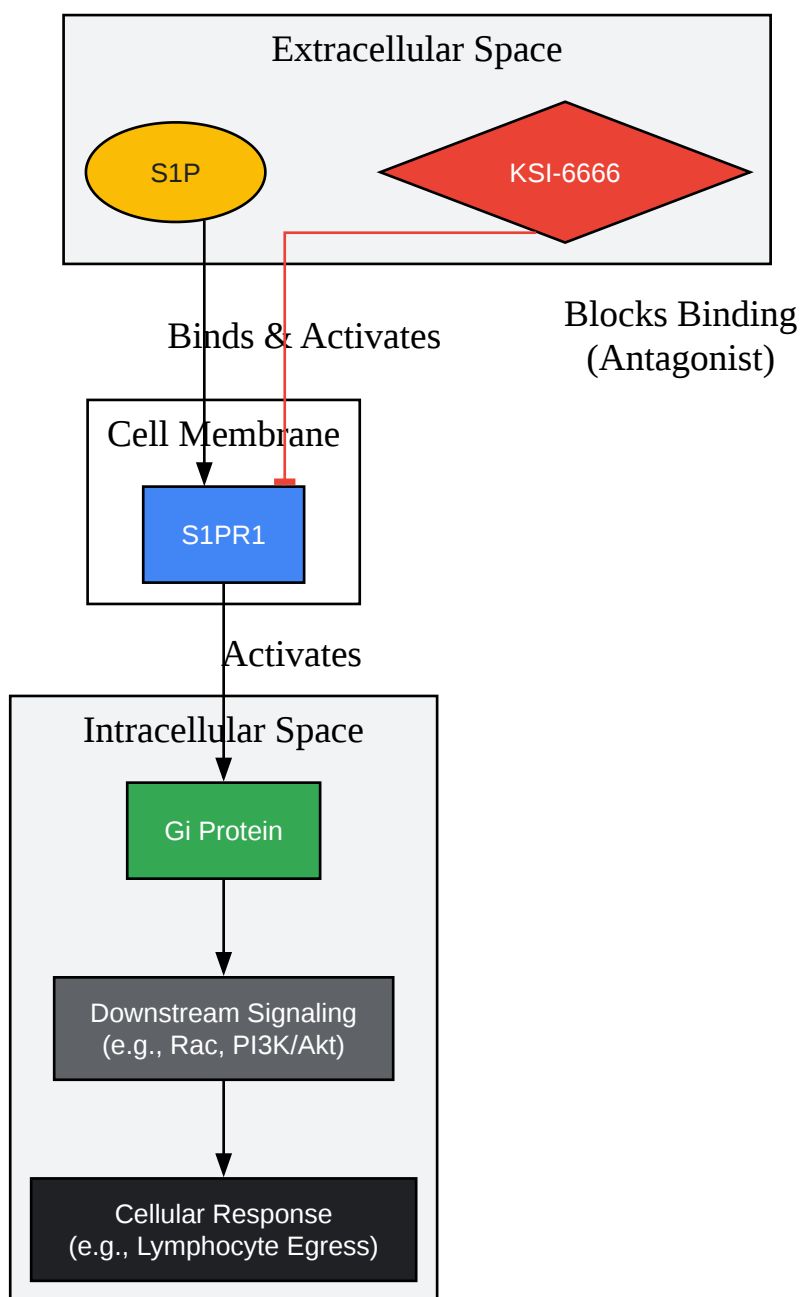 Extracellular Space
S1P
KSI-6666
Binds & Activates
Blocks Binding
(Antagonist)
Cell Membrane
S1PR1
Activates
Intracellular Space
Gi Protein
Downstream Signaling
(e.g., Rac, PI3K/Akt)
Cellular Response
(e.g., Lymphocyte Egress)